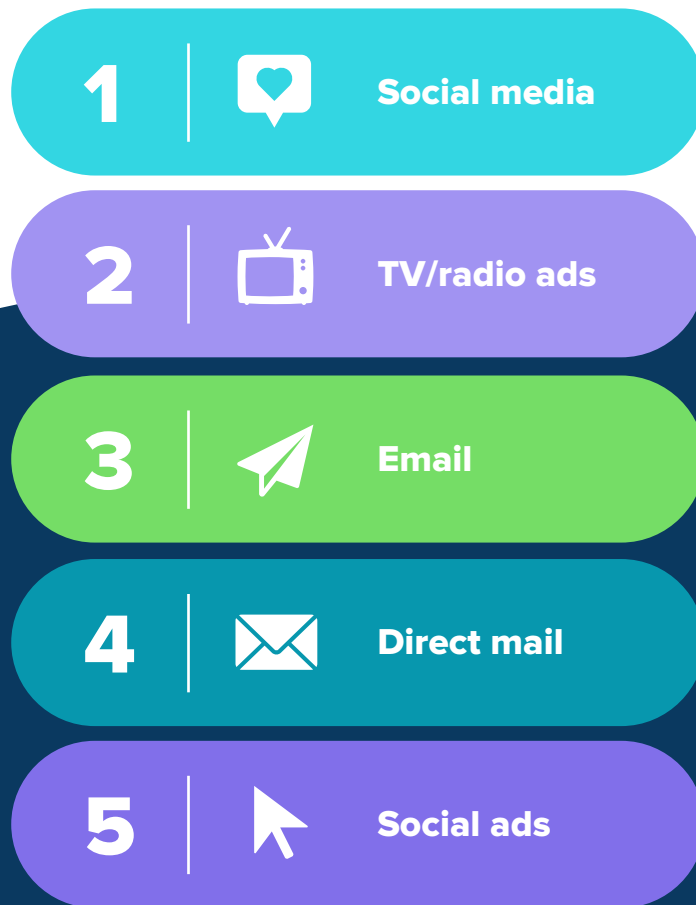 1 Social media
2 TV/radio ads
3 Email
4 Direct mail
5 Social ads